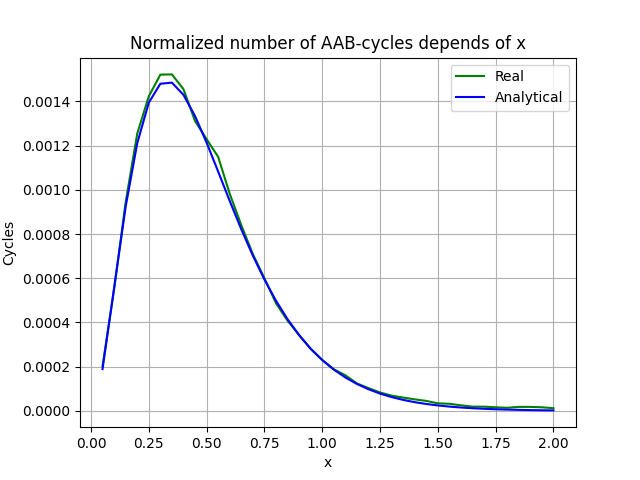 Normalized number of AAB-cycles depends of x
Real
Analytical
Cycles
0.0014
0.0012
0.0010
0.0008
0.0006
0.0004
0.0002
0.0000
0.00 0.25 0.50 0.75 1.00 1.25 1.50 1.75 2.00
x